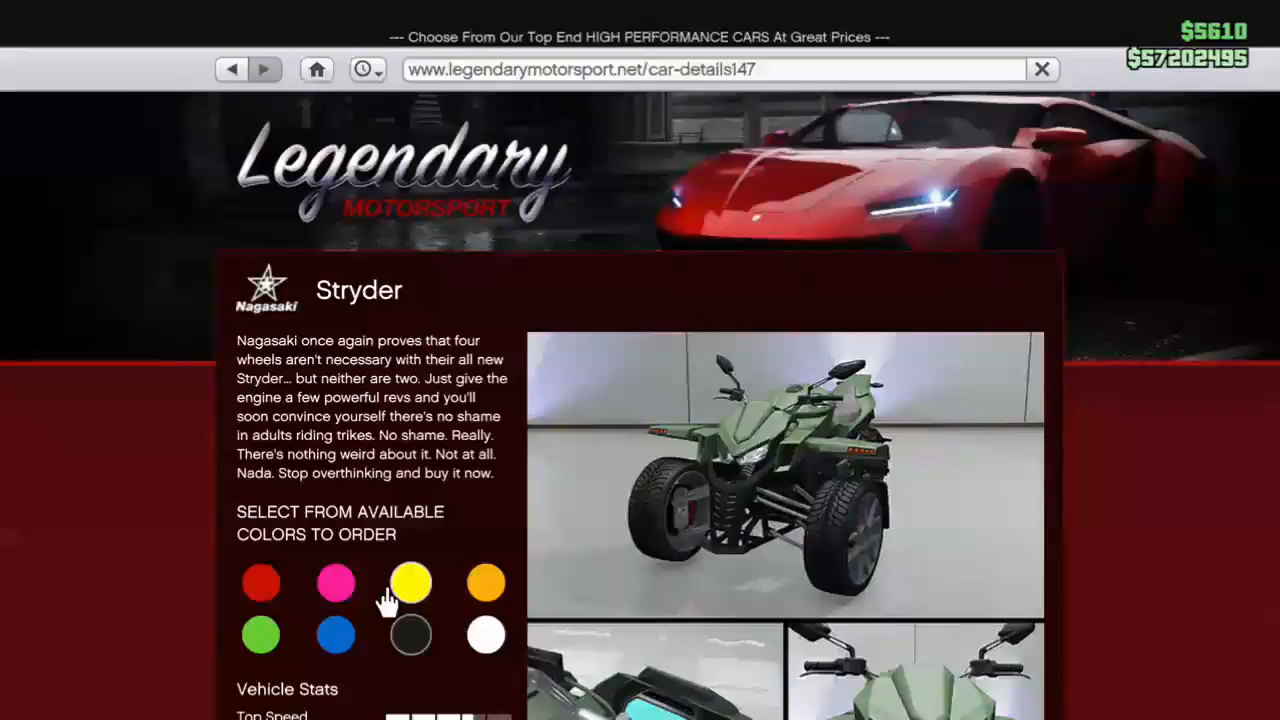 --- Choose From Our Top End HIGH PERFORMANCE CARS At Great Prices ---
$5610
$57202495
www.legendarymotorsport.net/car-details147
Legendary
MOTORSPORT
Nagasaki
Stryder
Nagasaki once again proves that four
wheels aren't necessary with their all new
Stryder... but neither are two. Just give the
engine a few powerful revs and you'll
soon convince yourself there's no shame
in adults riding trikes. No shame. Really.
There's nothing weird about it. Not at all.
Nada. Stop overthinking and buy it now.
SELECT FROM AVAILABLE
COLORS TO ORDER
Vehicle Stats
Top Speed